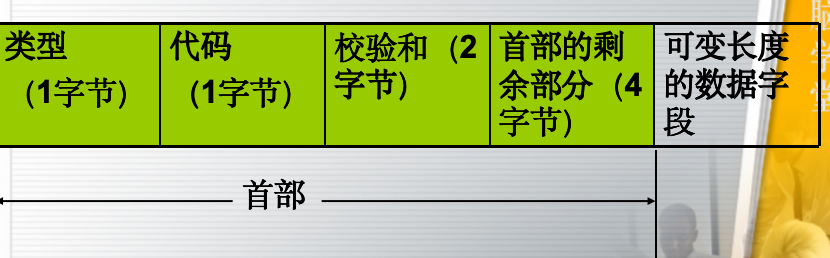 类型
（1字节）
代码
（1字节）
校验和（2
字节）
首部的剩
余部分（4
字节）
可变长度
的数据字
段
首部